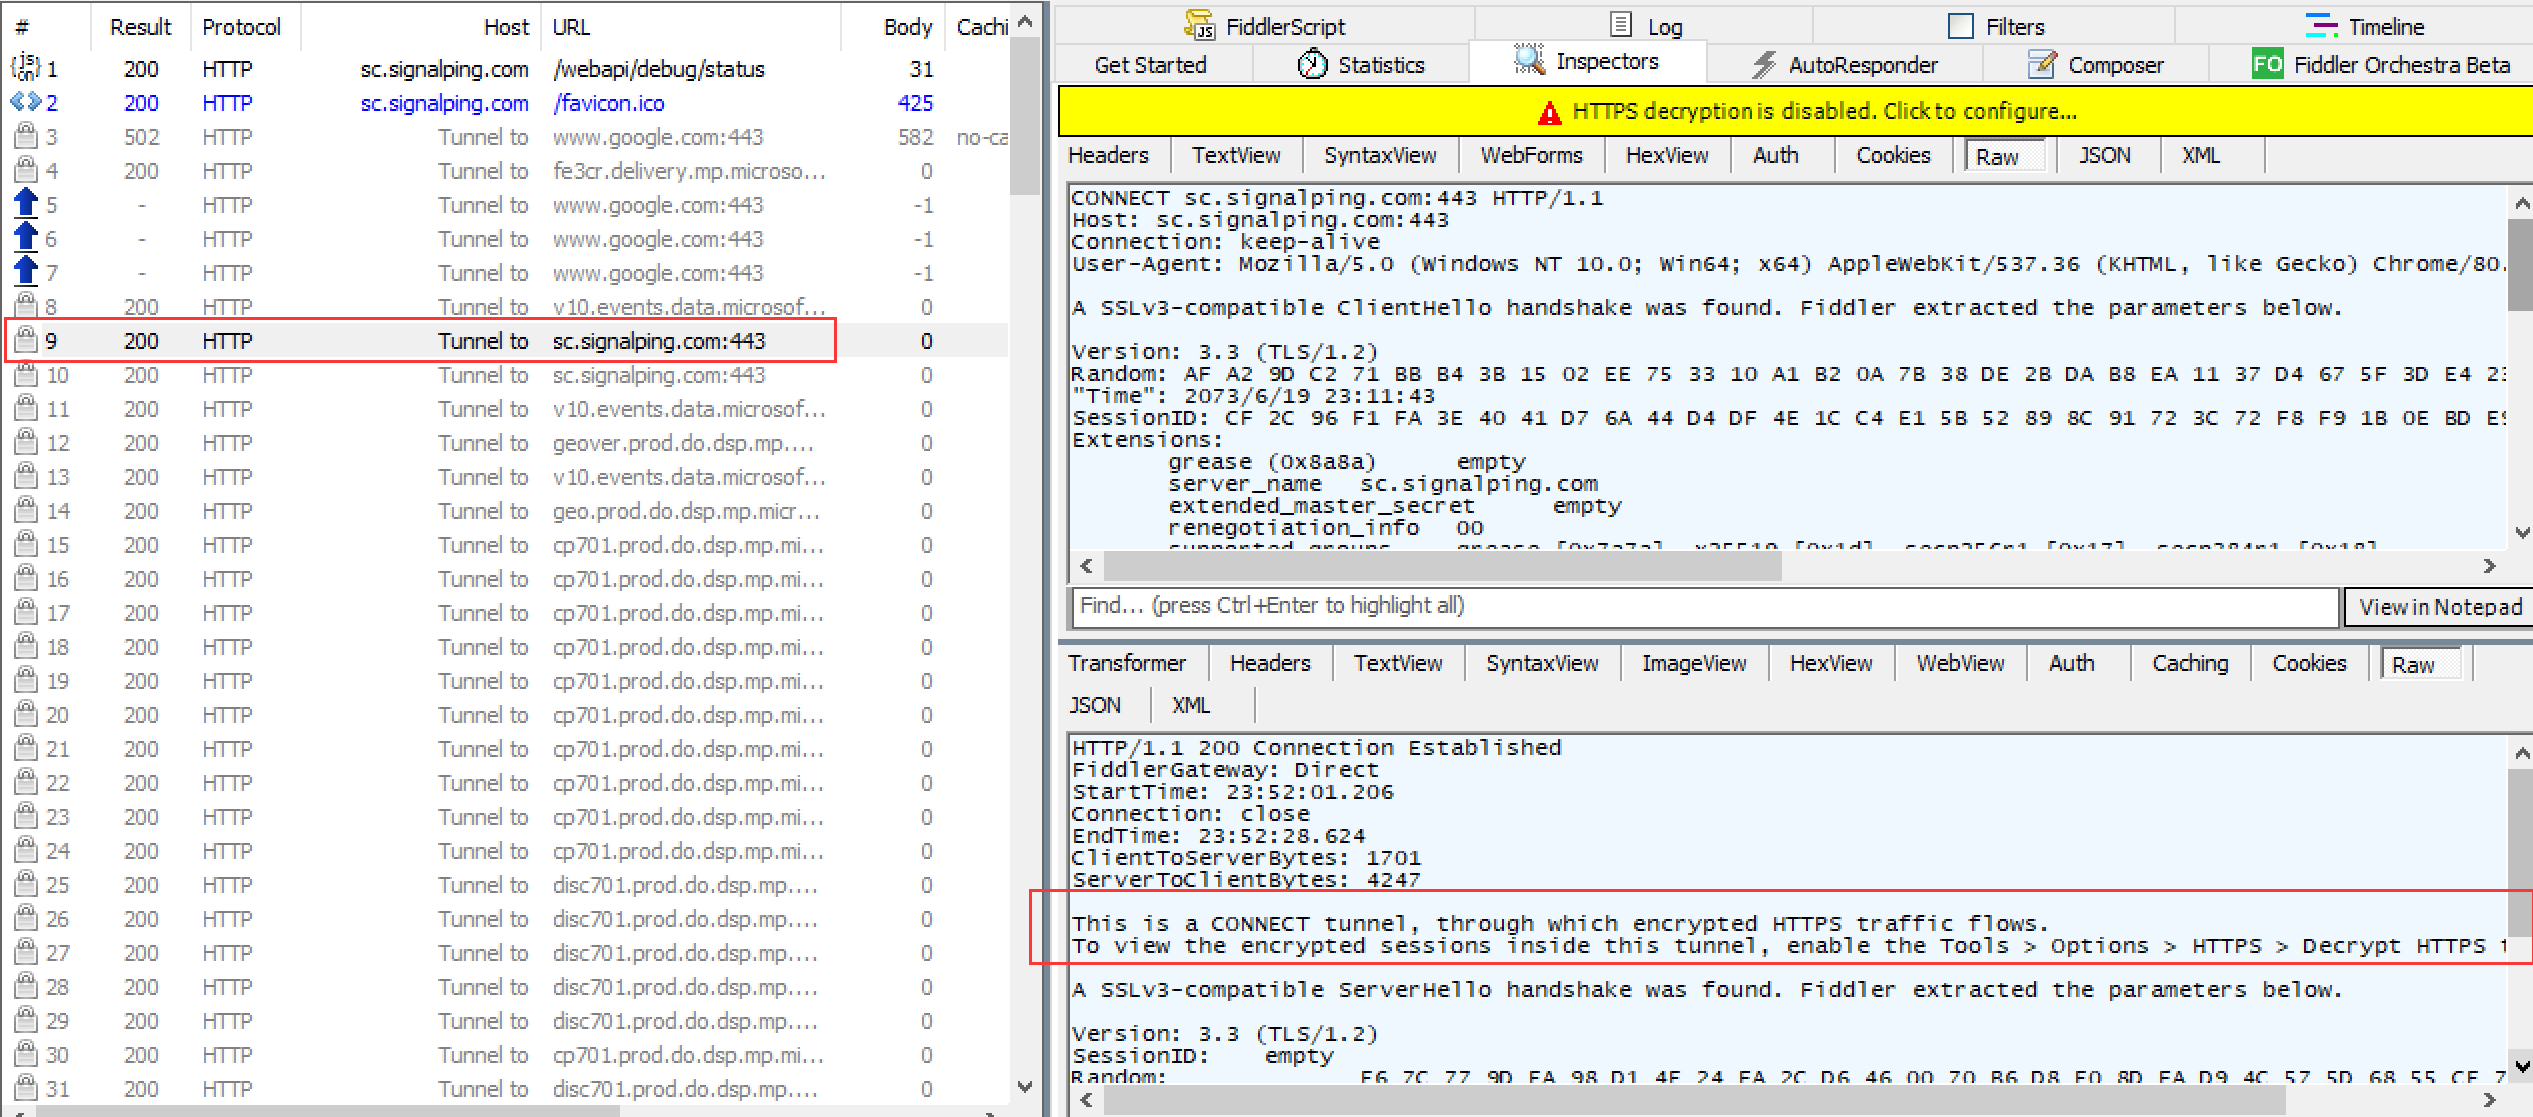 # Result Protocol Host URL Body Cachi
1 200 HTTP sc.signalping.com /webapi/debug/status 31
2 200 HTTP sc.signalping.com /favicon.ico 425
3 502 HTTP Tunnel to www.google.com:443 582 no-ca
4 200 HTTP Tunnel to fe3cr.delivery.mp.microso... 0
5 - HTTP Tunnel to www.google.com:443 -1
6 - HTTP Tunnel to www.google.com:443 -1
7 - HTTP Tunnel to www.google.com:443 -1
8 200 HTTP Tunnel to v10.events.data.microsof... 0
9 200 HTTP Tunnel to sc.signalping.com:443 0
10 200 HTTP Tunnel to sc.signalping.com:443 0
11 200 HTTP Tunnel to v10.events.data.microsof... 0
12 200 HTTP Tunnel to geover.prod.do.dsp.mp.... 0
13 200 HTTP Tunnel to v10.events.data.microsof... 0
14 200 HTTP Tunnel to geo.prod.do.dsp.mp.micr... 0
15 200 HTTP Tunnel to cp701.prod.do.dsp.mp.mi... 0
16 200 HTTP Tunnel to cp701.prod.do.dsp.mp.mi... 0
17 200 HTTP Tunnel to cp701.prod.do.dsp.mp.mi... 0
18 200 HTTP Tunnel to cp701.prod.do.dsp.mp.mi... 0
19 200 HTTP Tunnel to cp701.prod.do.dsp.mp.mi... 0
20 200 HTTP Tunnel to cp701.prod.do.dsp.mp.mi... 0
21 200 HTTP Tunnel to cp701.prod.do.dsp.mp.mi... 0
22 200 HTTP Tunnel to cp701.prod.do.dsp.mp.mi... 0
23 200 HTTP Tunnel to cp701.prod.do.dsp.mp.mi... 0
24 200 HTTP Tunnel to cp701.prod.do.dsp.mp.mi... 0
25 200 HTTP Tunnel to disc701.prod.do.dsp.mp.... 0
26 200 HTTP Tunnel to disc701.prod.do.dsp.mp.... 0
27 200 HTTP Tunnel to disc701.prod.do.dsp.mp.... 0
28 200 HTTP Tunnel to disc701.prod.do.dsp.mp.... 0
29 200 HTTP Tunnel to disc701.prod.do.dsp.mp.... 0
30 200 HTTP Tunnel to cp701.prod.do.dsp.mp.mi... 0
31 200 HTTP Tunnel to disc701.prod.do.dsp.mp.... 0
FiddlerScript Log Filters Timeline
Get Started Statistics Inspectors AutoResponder Composer FO Fiddler Orchestra Beta
HTTPS decryption is disabled. Click to configure...
Headers TextView SyntaxView WebForms HexView Auth Cookies Raw JSON XML
CONNECT sc.signalping.com:443 HTTP/1.1
Host: sc.signalping.com:443
Connection: keep-alive
User-Agent: Mozilla/5.0 (Windows NT 10.0; Win64; x64) AppleWebKit/537.36 (KHTML, like Gecko) Chrome/80.
A SSLv3-compatible ClientHello handshake was found. Fiddler extracted the parameters below.
Version: 3.3 (TLS/1.2)
Random: AF A2 9D C2 71 BB B4 3B 15 02 EE 75 33 10 A1 B2 0A 7B 38 DE 2B DA B8 EA 11 37 D4 67 5F 3D E4 23
"Time": 2073/6/19 23:11:43
SessionID: CF 2C 96 F1 FA 3E 40 41 D7 6A 44 D4 DF 4E 1C C4 E1 5B 52 89 8C 91 72 3C 72 F8 F9 1B 0E BD E9
Extensions:
grease (0x8a8a) empty
server_name sc.signalping.com
extended_master_secret empty
renegotiation_info 00
supported_groups grease [0x7a7a], x25519 [0x1d], secp256r1 [0x17], secp384r1 [0x18]
Find... (press Ctrl+Enter to highlight all) View in Notepad
Transformer Headers TextView SyntaxView ImageView HexView WebView Auth Caching Cookies Raw
JSON XML
HTTP/1.1 200 Connection Established
FiddlerGateway: Direct
StartTime: 23:52:01.206
Connection: close
EndTime: 23:52:28.624
ClientToServerBytes: 1701
ServerToClientBytes: 4247
This is a CONNECT tunnel, through which encrypted HTTPS traffic flows.
To view the encrypted sessions inside this tunnel, enable the Tools > Options > HTTPS > Decrypt HTTPS t
A SSLv3-compatible ServerHello handshake was found. Fiddler extracted the parameters below.
Version: 3.3 (TLS/1.2)
SessionID: empty
Random: